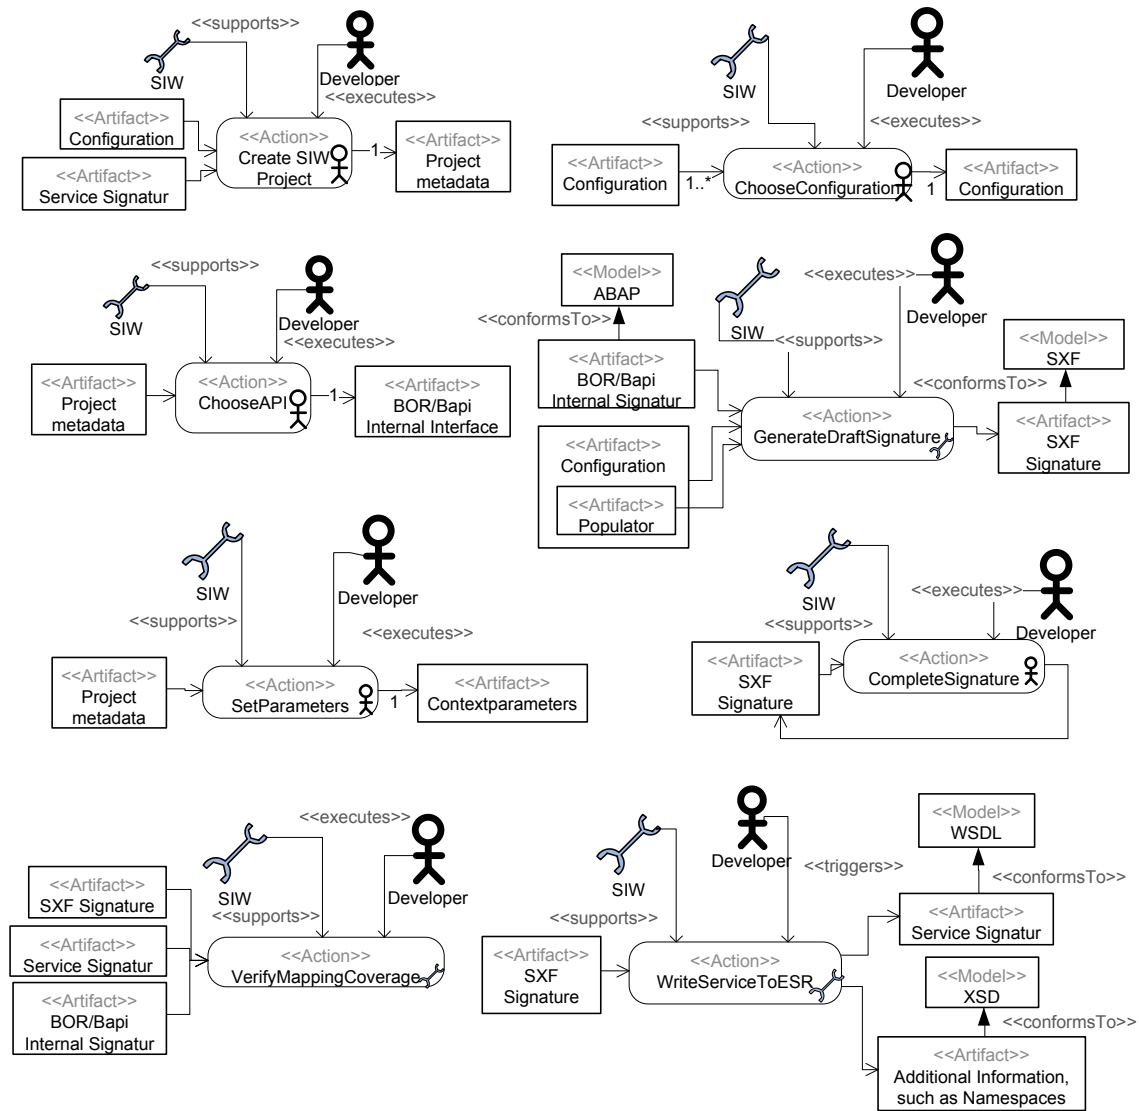 <<supports>>
SIW
Developer
<<executes>>
<<Artifact>>
Configuration
<<Artifact>>
Service Signatur
<<Action>>
Create SIW
Project
1
<<Artifact>>
Project
metadata
SIW
Developer
<<supports>>
<<executes>>
<<Artifact>>
Configuration
1..*
<<Action>>
ChooseConfiguration
1
<<Artifact>>
Configuration
<<supports>>
SIW
Developer
<<executes>>
<<Artifact>>
Project
metadata
<<Action>>
ChooseAPI
1
<<Artifact>>
BOR/Bapi
Internal Interface
<<Model>>
ABAP
<<conformsTo>>
SIW
<<executes>>
Developer
<<supports>>
<<Artifact>>
BOR/Bapi
Internal Signatur
<<Artifact>>
Configuration
<<Artifact>>
Populator
<<Action>>
GenerateDraftSignature
<<Model>>
SXF
<<conformsTo>>
<<Artifact>>
SXF
Signature
SIW
Developer
<<supports>>
<<executes>>
<<Artifact>>
Project
metadata
<<Action>>
SetParameters
1
<<Artifact>>
Contextparameters
SIW
<<supports>>
<<executes>>
Developer
<<Artifact>>
SXF
Signature
<<Action>>
CompleteSignature
<<executes>>
SIW
Developer
<<supports>>
<<Artifact>>
SXF Signature
<<Artifact>>
Service Signatur
<<Artifact>>
BOR/Bapi
Internal Signatur
<<Action>>
VerifyMappingCoverage
SIW
Developer
<<triggers>>
<<supports>>
<<Artifact>>
SXF
Signature
<<Action>>
WriteServiceToESR
<<Model>>
WSDL
<<conformsTo>>
<<Artifact>>
Service Signatur
<<Model>>
XSD
<<conformsTo>>
<<Artifact>>
Additional Information,
such as Namespaces